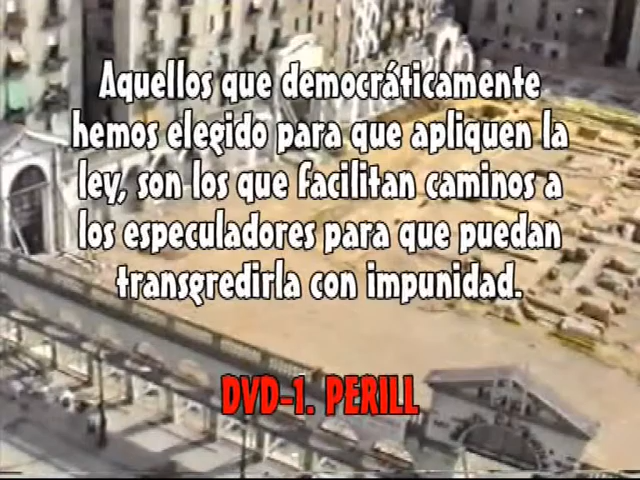 Aquellos que democráticamente
hemos elegido para que apliquen la
ley, son los que facilitan caminos a
los especuladores para que puedan
transgredirla con impunidad.
DVD-1. PERILL